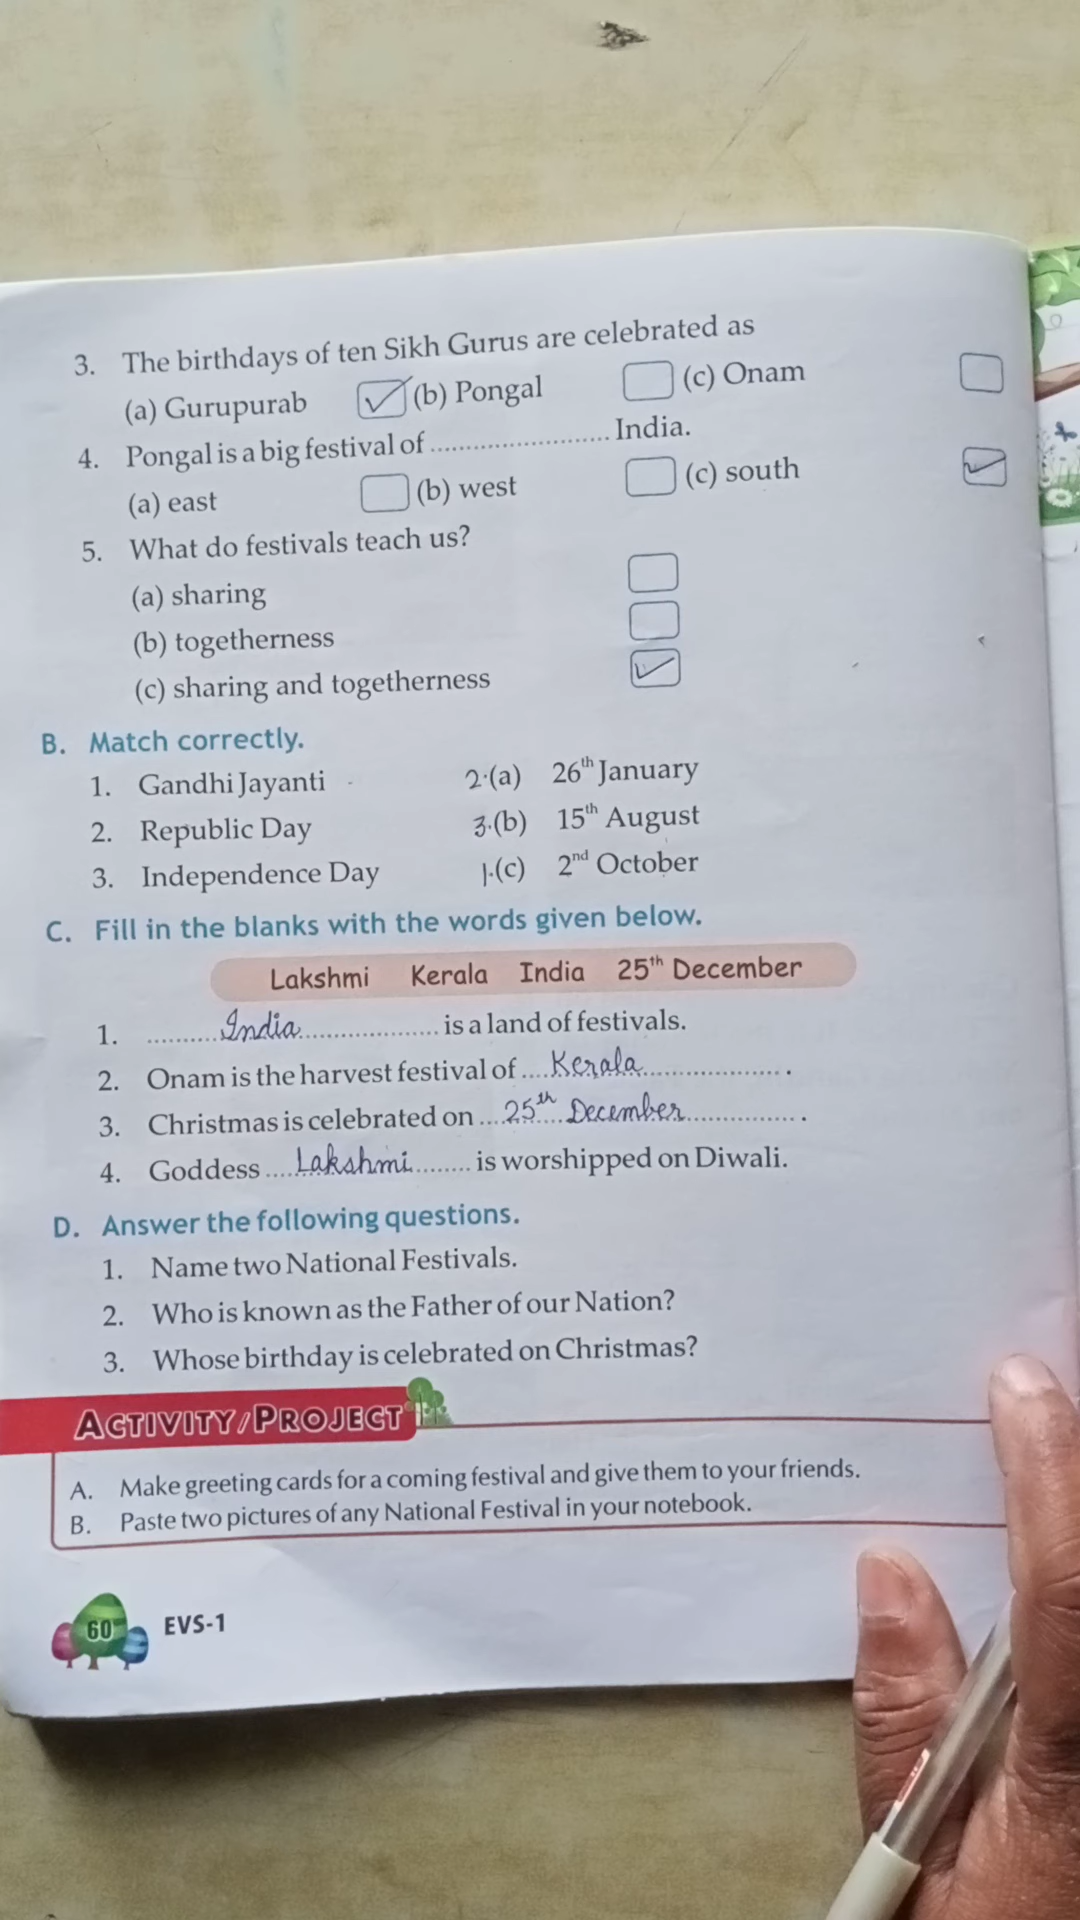 3. The birthdays of ten Sikh Gurus are celebrated as
(a) Gurupurab ✓ (b) Pongal (c) Onam
4. Pongal is a big festival of ........................ India.
(a) east (b) west (c) south ✓
5. What do festivals teach us?
(a) sharing
(b) togetherness
(c) sharing and togetherness ✓
B. Match correctly.
1. Gandhi Jayanti 2.(a) 26th January
2. Republic Day 3.(b) 15th August
3. Independence Day 1.(c) 2nd October
C. Fill in the blanks with the words given below.
Lakshmi Kerala India 25th December
1. ..........India.................... is a land of festivals.
2. Onam is the harvest festival of ....Kerala.................... .
3. Christmas is celebrated on ...25th December................ .
4. Goddess ....Lakshmi........ is worshipped on Diwali.
D. Answer the following questions.
1. Name two National Festivals.
2. Who is known as the Father of our Nation?
3. Whose birthday is celebrated on Christmas?
ACTIVITY/PROJECT
A. Make greeting cards for a coming festival and give them to your friends.
B. Paste two pictures of any National Festival in your notebook.
60 EVS-1